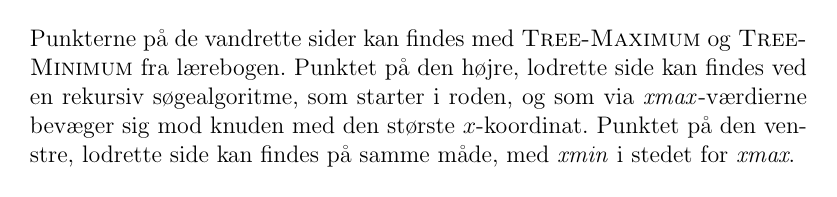 Punkterne på de vandrette sider kan findes med TREE-MAXIMUM og TREE-
MINIMUM fra lærebogen. Punktet på den højre, lodrette side kan findes ved
en rekursiv søgealgoritme, som starter i roden, og som via xmax-værdierne
bevæger sig mod knuden med den største x-koordinat. Punktet på den ven-
stre, lodrette side kan findes på samme måde, med xmin i stedet for xmax.